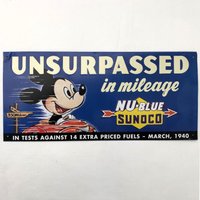 UNSURPASSED
in mileage
NU-BLUE
SUNOCO
IN TESTS AGAINST 14 EXTRA PRICED FUELS - MARCH, 1940